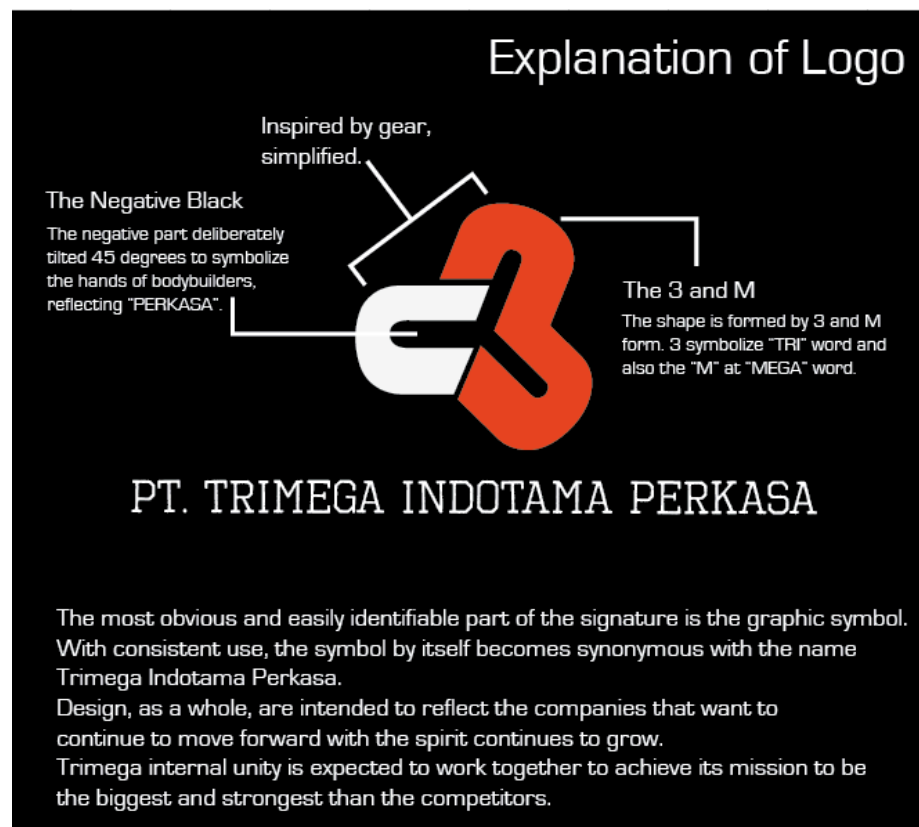 Explanation of Logo
Inspired by gear,
simplified.
The Negative Black
The negative part deliberately
tilted 45 degrees to symbolize
the hands of bodybuilders,
reflecting "PERKASA".
The 3 and M
The shape is formed by 3 and M
form. 3 symbolize "TRI" word and
also the "M" at "MEGA" word.
PT. TRIMEGA INDOTAMA PERKASA
The most obvious and easily identifiable part of the signature is the graphic symbol.
With consistent use, the symbol by itself becomes synonymous with the name
Trimega Indotama Perkasa.
Design, as a whole, are intended to reflect the companies that want to
continue to move forward with the spirit continues to grow.
Trimega internal unity is expected to work together to achieve its mission to be
the biggest and strongest than the competitors.